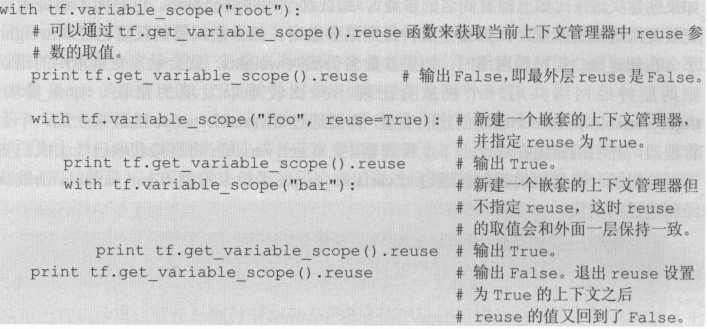 with tf.variable_scope("root"):
# 可以通过 tf.get_variable_scope().reuse 函数来获取当前上下文管理器中 reuse 参
# 数的取值。
print tf.get_variable_scope().reuse # 输出 False,即最外层 reuse 是 False。
with tf.variable_scope("foo", reuse=True): # 新建一个嵌套的上下文管理器,
# 并指定 reuse 为 True。
print tf.get_variable_scope().reuse # 输出 True。
with tf.variable_scope("bar"): # 新建一个嵌套的上下文管理器但
# 不指定 reuse,这时 reuse
# 的取值会和外面一层保持一致。
print tf.get_variable_scope().reuse # 输出 True。
print tf.get_variable_scope().reuse # 输出 False。退出 reuse 设置
# 为 True 的上下文之后
# reuse 的值又回到了 False。